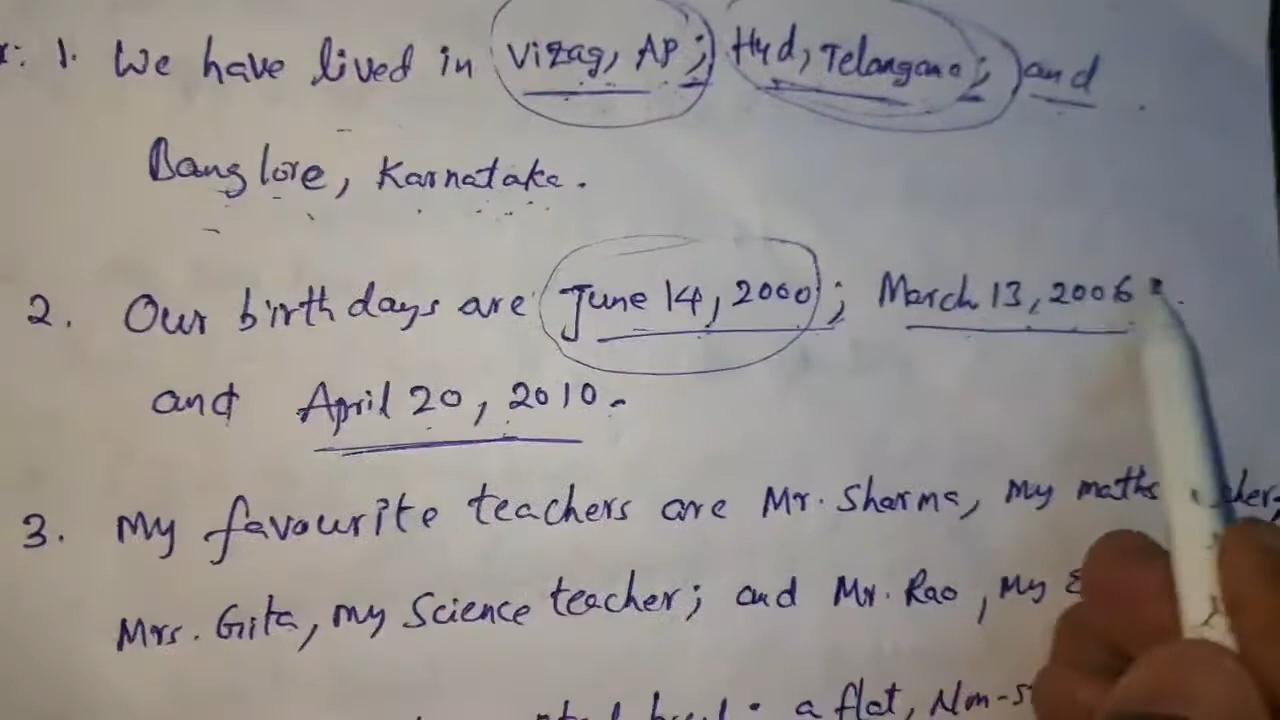 : 1. We have lived in Vizag, AP; Hyd, Telangana; and
Banglore, Karnataka.
2. Our birthdays are June 14, 2000; March 13, 2006;
and April 20, 2010.
3. My favourite teachers are Mr. Sharma, my maths
Mrs. Gita, my Science teacher; and Mr. Rao, my
a flat, Non-s